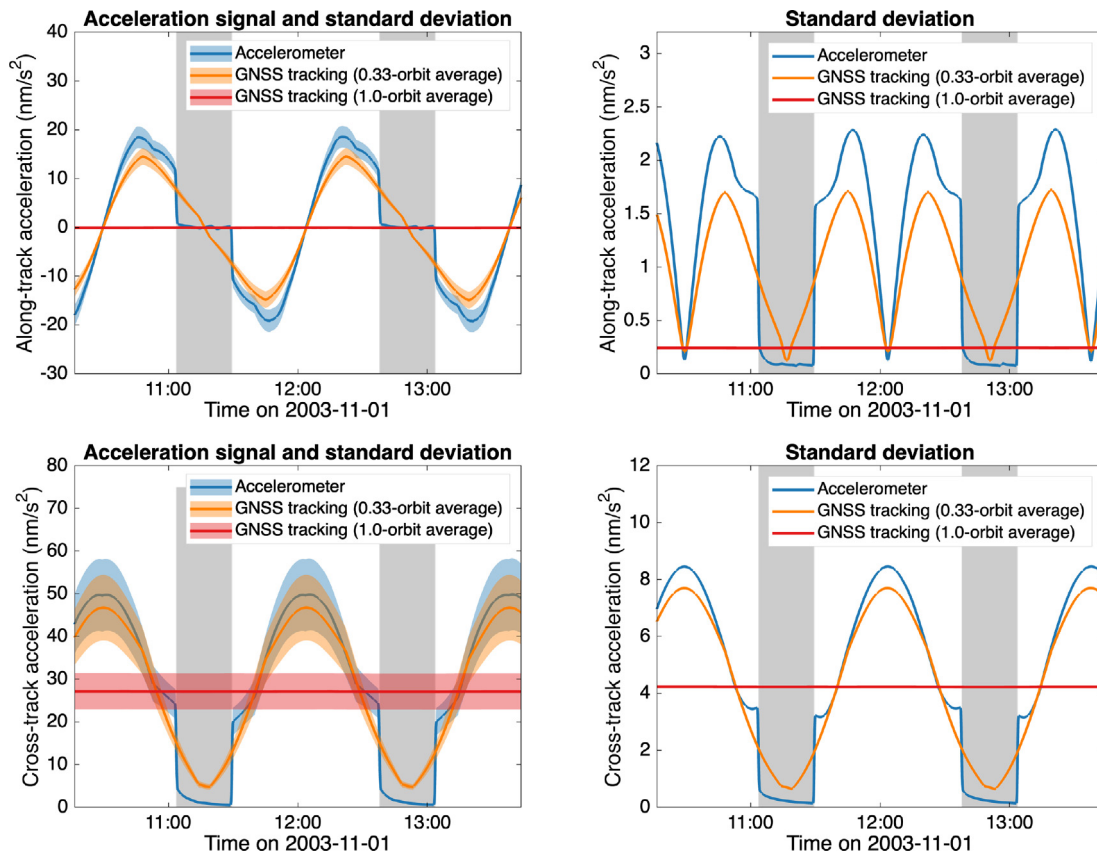 Acceleration signal and standard deviation
Along-track acceleration (nm/s²)
40
30
20
10
0
-10
-20
-30
Accelerometer
GNSS tracking (0.33-orbit average)
GNSS tracking (1.0-orbit average)
11:00 12:00 13:00
Time on 2003-11-01
Standard deviation
Along-track acceleration (nm/s²)
3
2.5
2
1.5
1
0.5
0
Accelerometer
GNSS tracking (0.33-orbit average)
GNSS tracking (1.0-orbit average)
11:00 12:00 13:00
Time on 2003-11-01
Acceleration signal and standard deviation
Cross-track acceleration (nm/s²)
80
70
60
50
40
30
20
10
0
Accelerometer
GNSS tracking (0.33-orbit average)
GNSS tracking (1.0-orbit average)
11:00 12:00 13:00
Time on 2003-11-01
Standard deviation
Cross-track acceleration (nm/s²)
12
10
8
6
4
2
0
Accelerometer
GNSS tracking (0.33-orbit average)
GNSS tracking (1.0-orbit average)
11:00 12:00 13:00
Time on 2003-11-01